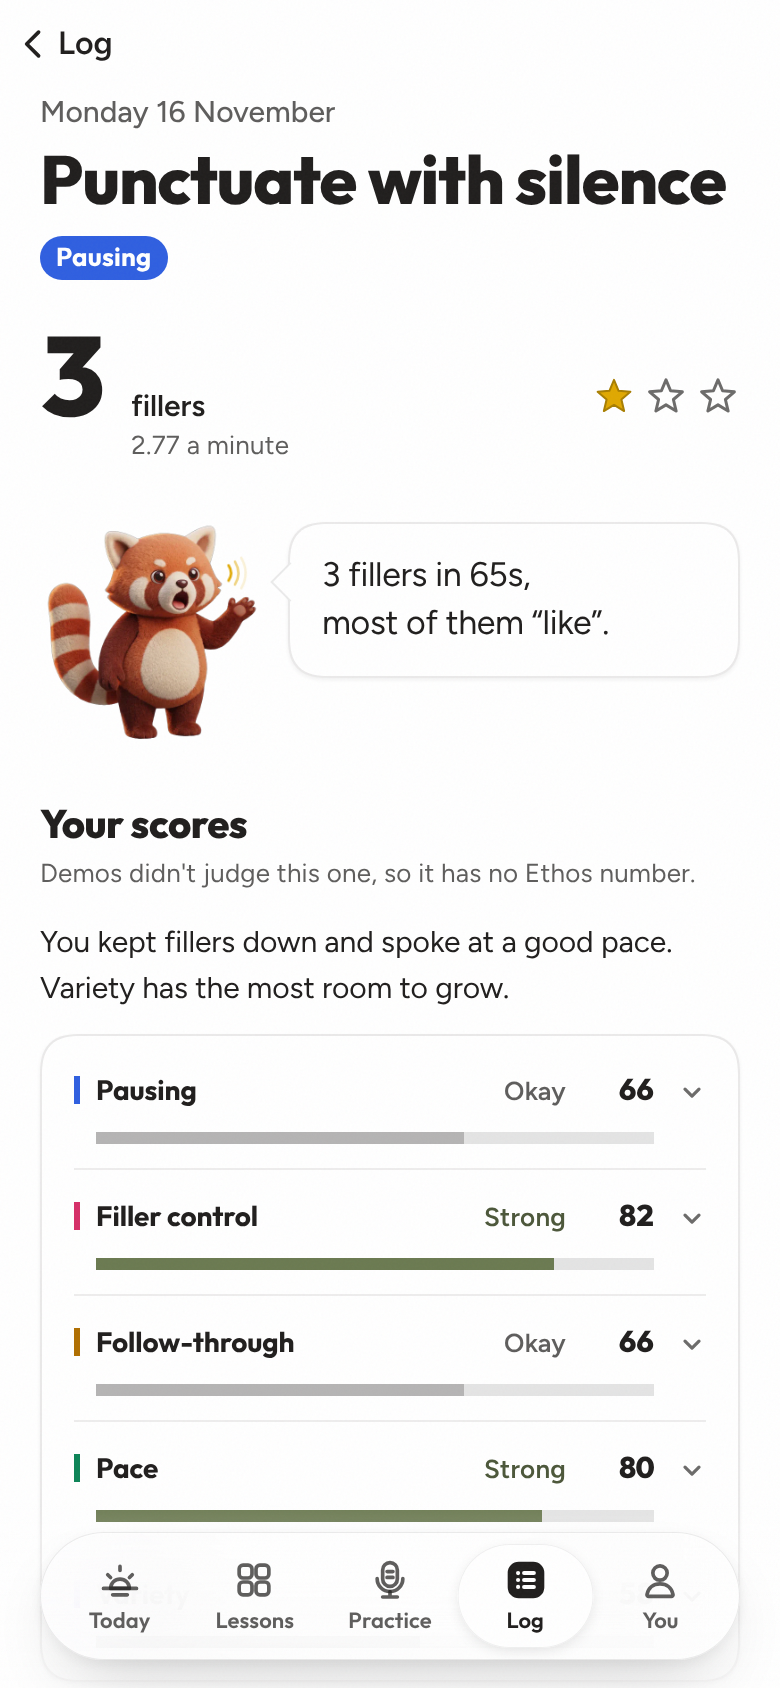 Log
Monday 16 November
Punctuate with silence
Pausing
3
fillers
2.77 a minute
3 fillers in 65s,
most of them “like”.
Your scores
Demos didn't judge this one, so it has no Ethos number.
You kept fillers down and spoke at a good pace.
Variety has the most room to grow.
Pausing Okay 66
Filler control Strong 82
Follow-through Okay 66
Pace Strong 80
Today Lessons Practice Log You